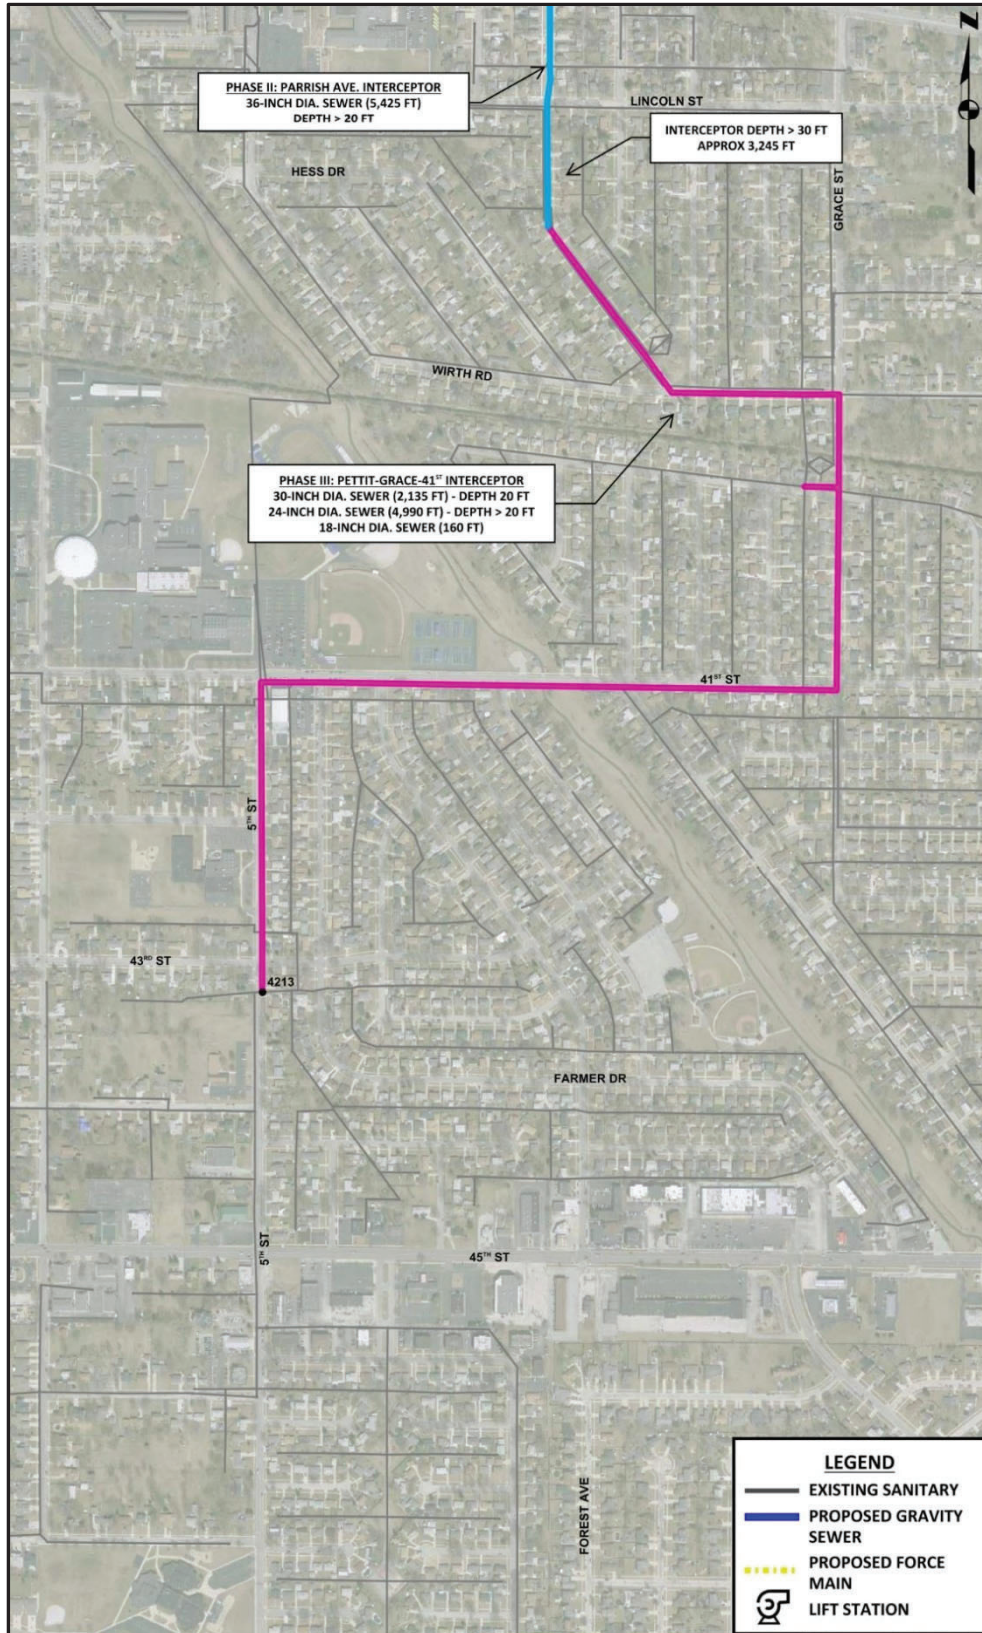 N
PHASE II: PARRISH AVE. INTERCEPTOR
36-INCH DIA. SEWER (5,425 FT)
DEPTH > 20 FT
LINCOLN ST
INTERCEPTOR DEPTH > 30 FT
APPROX 3,245 FT
HESS DR
GRACE ST
WIRTH RD
PHASE III: PETTIT-GRACE-41ST INTERCEPTOR
30-INCH DIA. SEWER (2,135 FT) - DEPTH 20 FT
24-INCH DIA. SEWER (4,990 FT) - DEPTH > 20 FT
18-INCH DIA. SEWER (160 FT)
41ST ST
5TH ST
43RD ST
4213
FARMER DR
5TH ST
45TH ST
FOREST AVE
LEGEND
EXISTING SANITARY
PROPOSED GRAVITY
SEWER
PROPOSED FORCE
MAIN
LIFT STATION